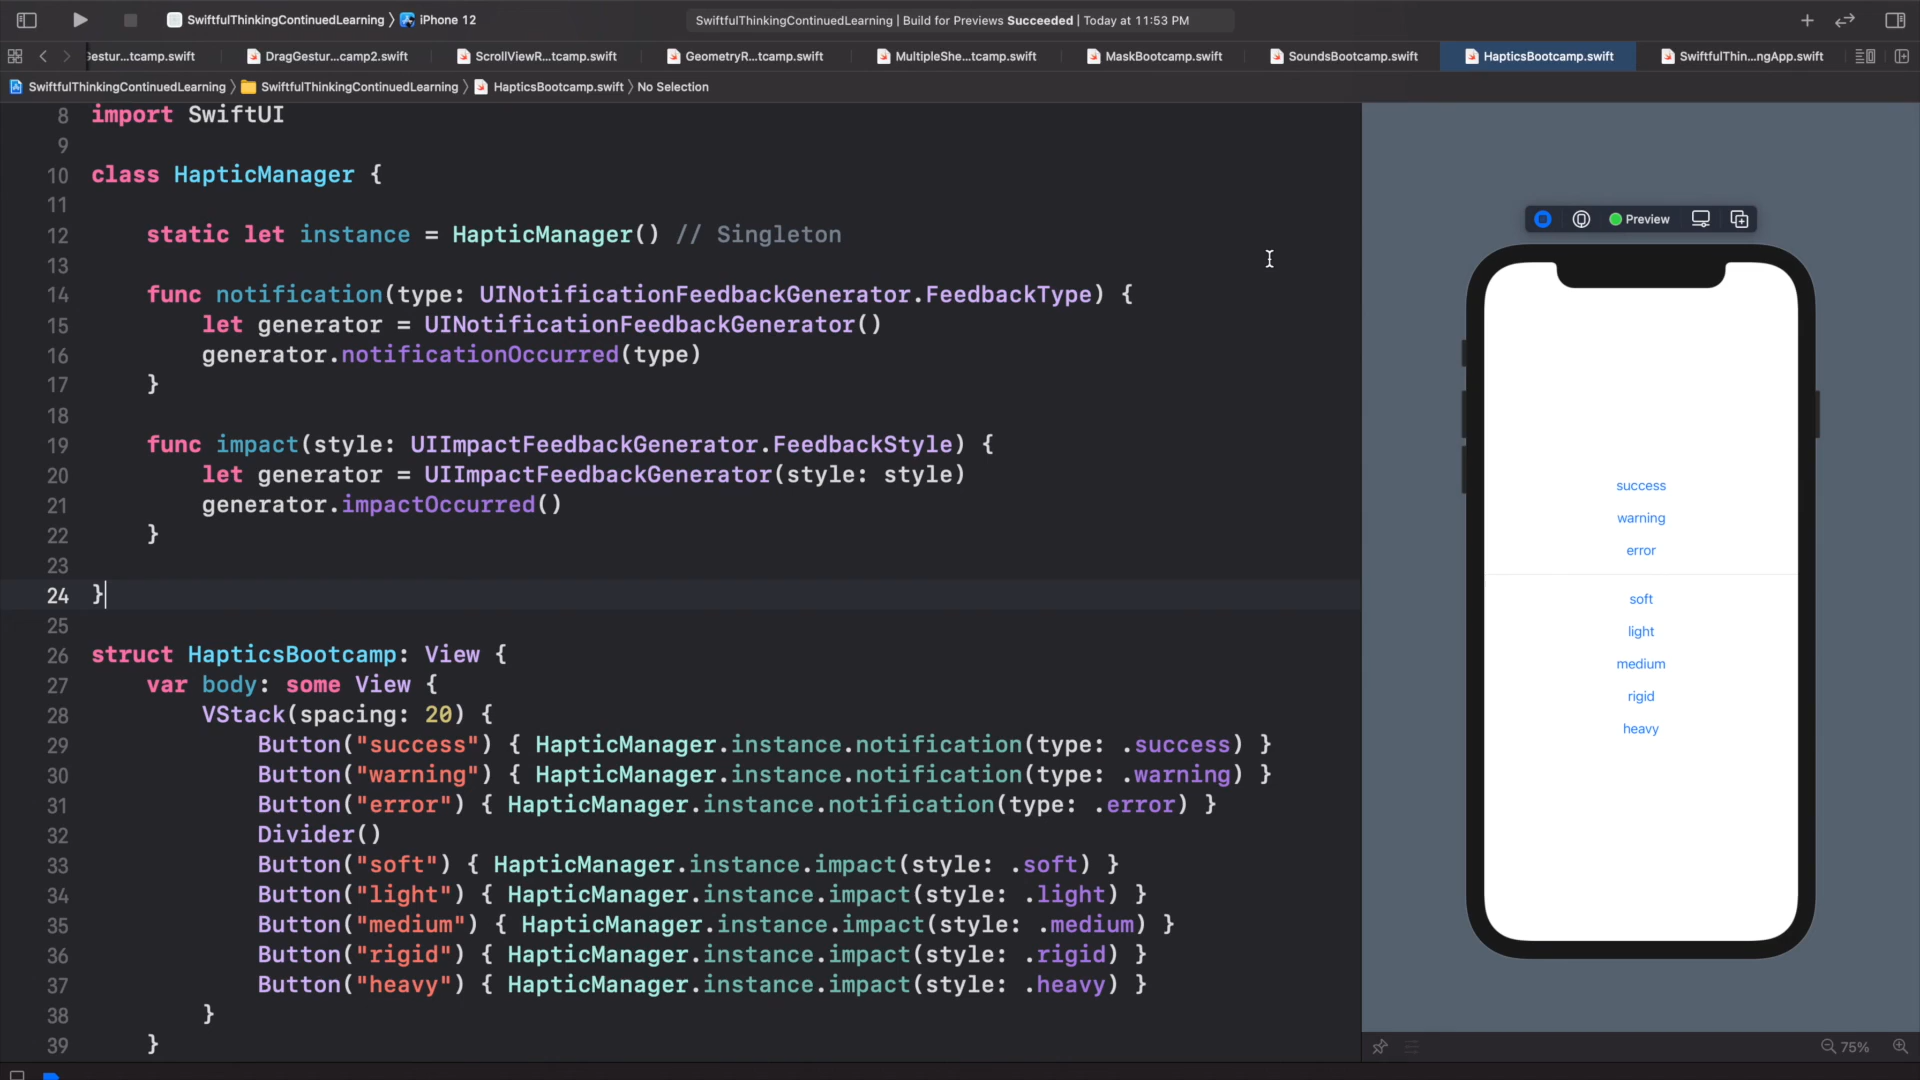 SwiftfulThinkingContinuedLearning 〉 iPhone 12
SwiftfulThinkingContinuedLearning | Build for Previews Succeeded | Today at 11:53 PM
Gestur...tcamp.swift
DragGestur...camp2.swift
ScrollViewR...tcamp.swift
GeometryR...tcamp.swift
MultipleShe...tcamp.swift
MaskBootcamp.swift
SoundsBootcamp.swift
HapticsBootcamp.swift
SwiftfulThin...ngApp.swift
SwiftfulThinkingContinuedLearning 〉 SwiftfulThinkingContinuedLearning 〉 HapticsBootcamp.swift 〉 No Selection
8 import SwiftUI
9
10 class HapticManager {
11
12     static let instance = HapticManager() // Singleton
13
14     func notification(type: UINotificationFeedbackGenerator.FeedbackType) {
15         let generator = UINotificationFeedbackGenerator()
16         generator.notificationOccurred(type)
17     }
18
19     func impact(style: UIImpactFeedbackGenerator.FeedbackStyle) {
20         let generator = UIImpactFeedbackGenerator(style: style)
21         generator.impactOccurred()
22     }
23
24 }
25
26 struct HapticsBootcamp: View {
27     var body: some View {
28         VStack(spacing: 20) {
29             Button("success") { HapticManager.instance.notification(type: .success) }
30             Button("warning") { HapticManager.instance.notification(type: .warning) }
31             Button("error") { HapticManager.instance.notification(type: .error) }
32             Divider()
33             Button("soft") { HapticManager.instance.impact(style: .soft) }
34             Button("light") { HapticManager.instance.impact(style: .light) }
35             Button("medium") { HapticManager.instance.impact(style: .medium) }
36             Button("rigid") { HapticManager.instance.impact(style: .rigid) }
37             Button("heavy") { HapticManager.instance.impact(style: .heavy) }
38         }
39     }
Preview
success
warning
error
soft
light
medium
rigid
heavy
75%